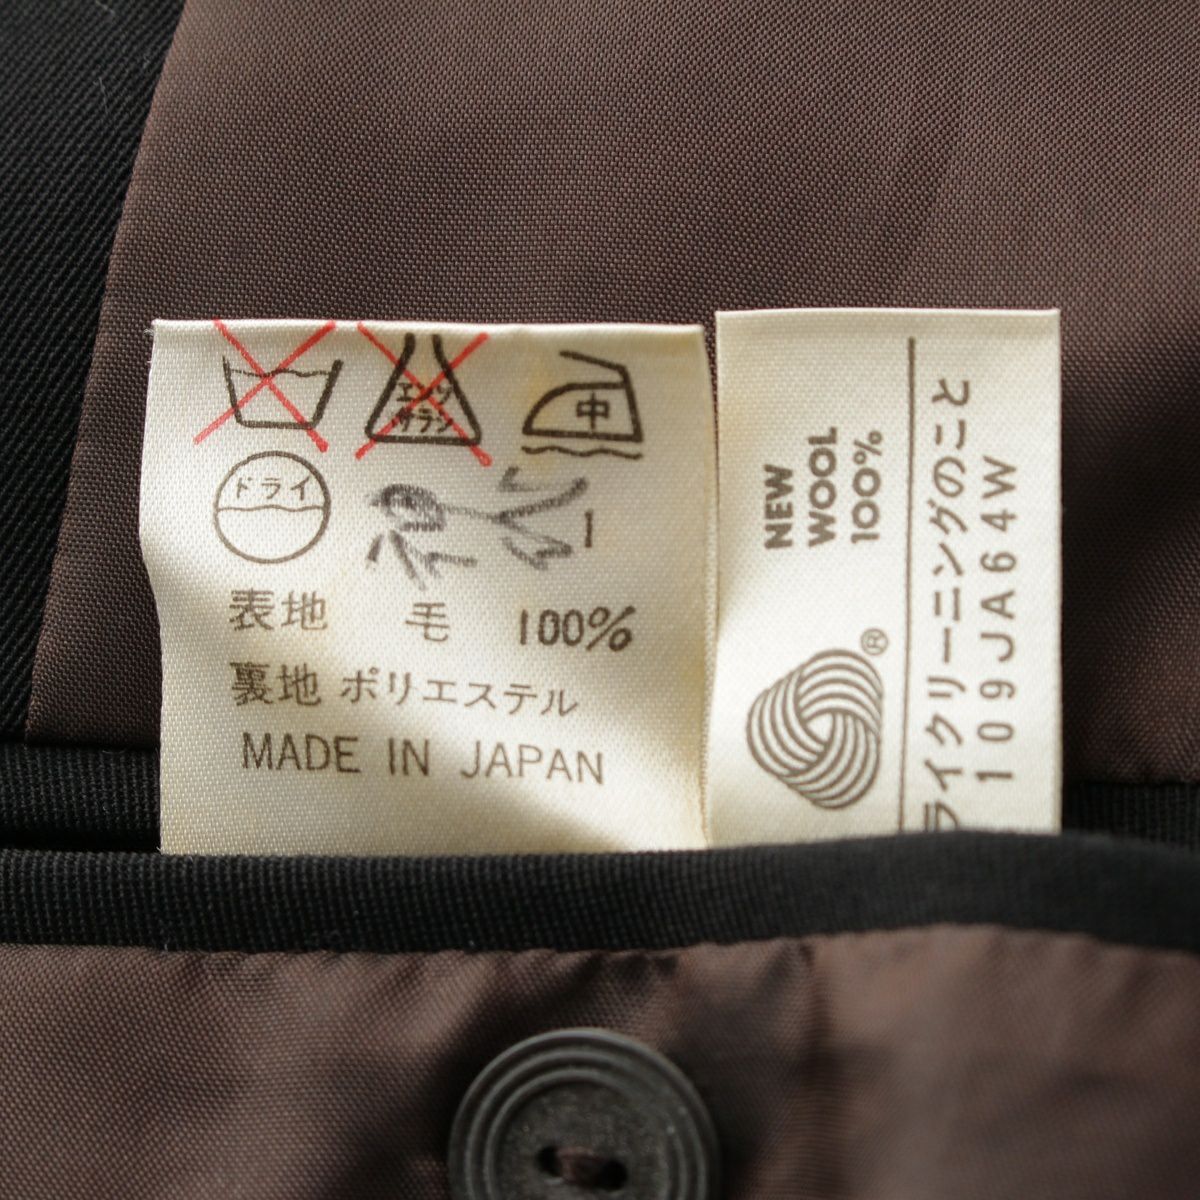 エンソ
サラシ
中
ドライ
1
表地 毛 100%
裏地 ポリエステル
MADE IN JAPAN
NEW
WOOL
100%
®
ライクリーニングのこと
109JA64W